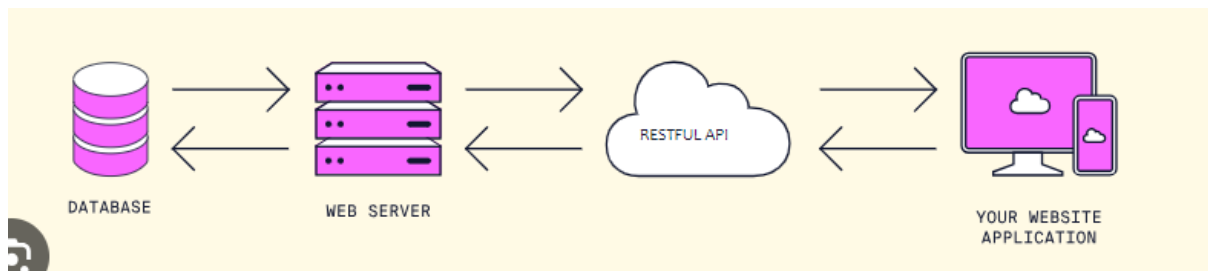 RESTFUL API
DATABASE
WEB SERVER
YOUR WEBSITE
APPLICATION